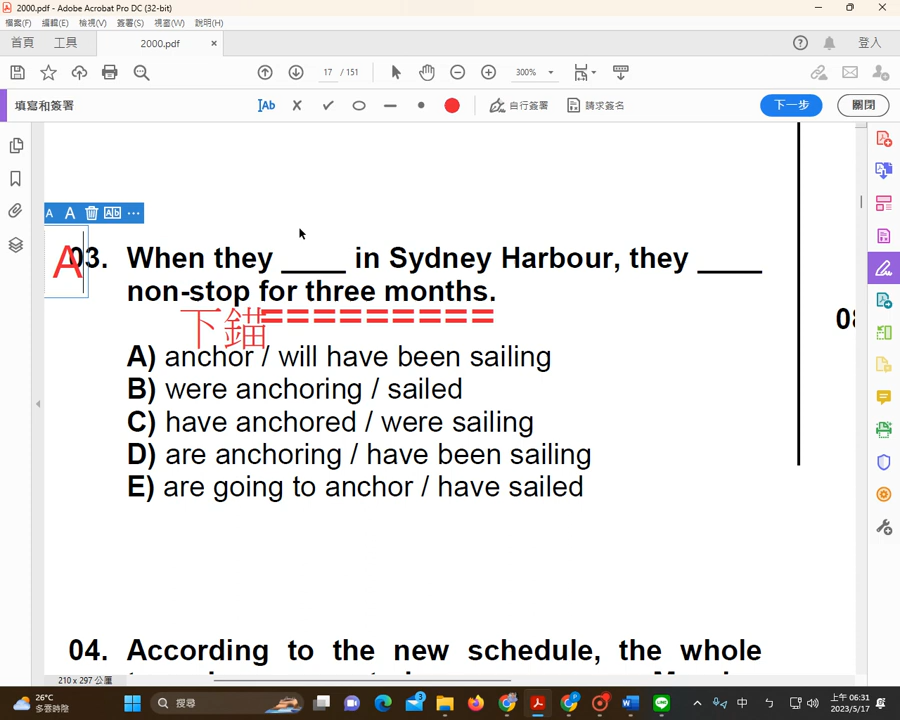 2000.pdf - Adobe Acrobat Pro DC (32-bit)
檔案(F) 編輯(E) 檢視(V) 簽署(S) 視窗(W) 說明(H)
首頁 工具 2000.pdf × 登入
17 / 151 300%
填寫和簽署 Ab 自行簽署 請求簽名 下一步 關閉
A A Ab ...
A
03. When they ____ in Sydney Harbour, they ____
non-stop for three months.
下錨==========
A) anchor / will have been sailing
B) were anchoring / sailed
C) have anchored / were sailing
D) are anchoring / have been sailing
E) are going to anchor / have sailed
04. According to the new schedule, the whole
210 x 297 公厘
26°C
多雲時陰
搜尋
3
中
上午 06:31
2023/5/17